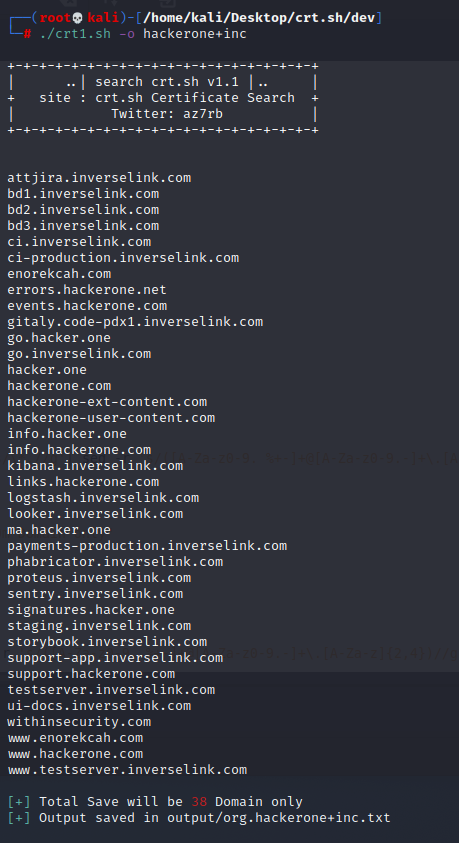 ┌──(root💀kali)-[/home/kali/Desktop/crt.sh/dev]
└─# ./crt1.sh -o hackerone+inc
+-+-+-+-+-+-+-+-+-+-+-+-+-+-+-+-+-+-+-+
|      ..| search crt.sh v1.1 |..     |
+   site : crt.sh Certificate Search  +
|            Twitter: az7rb           |
+-+-+-+-+-+-+-+-+-+-+-+-+-+-+-+-+-+-+-+
attjira.inverselink.com
bd1.inverselink.com
bd2.inverselink.com
bd3.inverselink.com
ci.inverselink.com
ci-production.inverselink.com
enorekcah.com
errors.hackerone.net
events.hackerone.com
gitaly.code-pdx1.inverselink.com
go.hacker.one
go.inverselink.com
hacker.one
hackerone.com
hackerone-ext-content.com
hackerone-user-content.com
info.hacker.one
info.hackerone.com
kibana.inverselink.com
links.hackerone.com
logstash.inverselink.com
looker.inverselink.com
ma.hacker.one
payments-production.inverselink.com
phabricator.inverselink.com
proteus.inverselink.com
sentry.inverselink.com
signatures.hacker.one
staging.inverselink.com
storybook.inverselink.com
support-app.inverselink.com
support.hackerone.com
testserver.inverselink.com
ui-docs.inverselink.com
withinsecurity.com
www.enorekcah.com
www.hackerone.com
www.testserver.inverselink.com
[+] Total Save will be 38 Domain only
[+] Output saved in output/org.hackerone+inc.txt